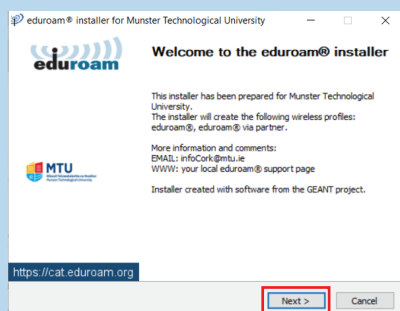 eduroam® installer for Munster Technological University
eduroam
Welcome to the eduroam® installer
This installer has been prepared for Munster Technological
University.
The installer will create the following wireless profiles:
eduroam®, eduroam® via partner.
More information and comments:
EMAIL: infoCork@mtu.ie
WWW: your local eduroam® support page
Installer created with software from the GEANT project.
MTU
Munster Technological University
https://cat.eduroam.org
Next >
Cancel